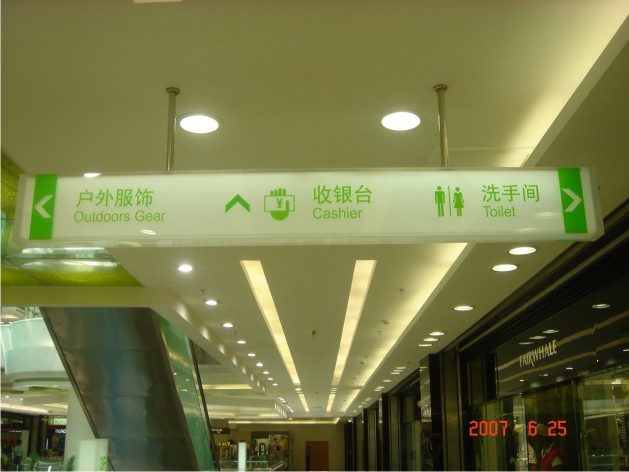 户外服饰
Outdoors Gear
收银台
Cashier
洗手间
Toilet
¥
FAIRWHALE
2007 6 25